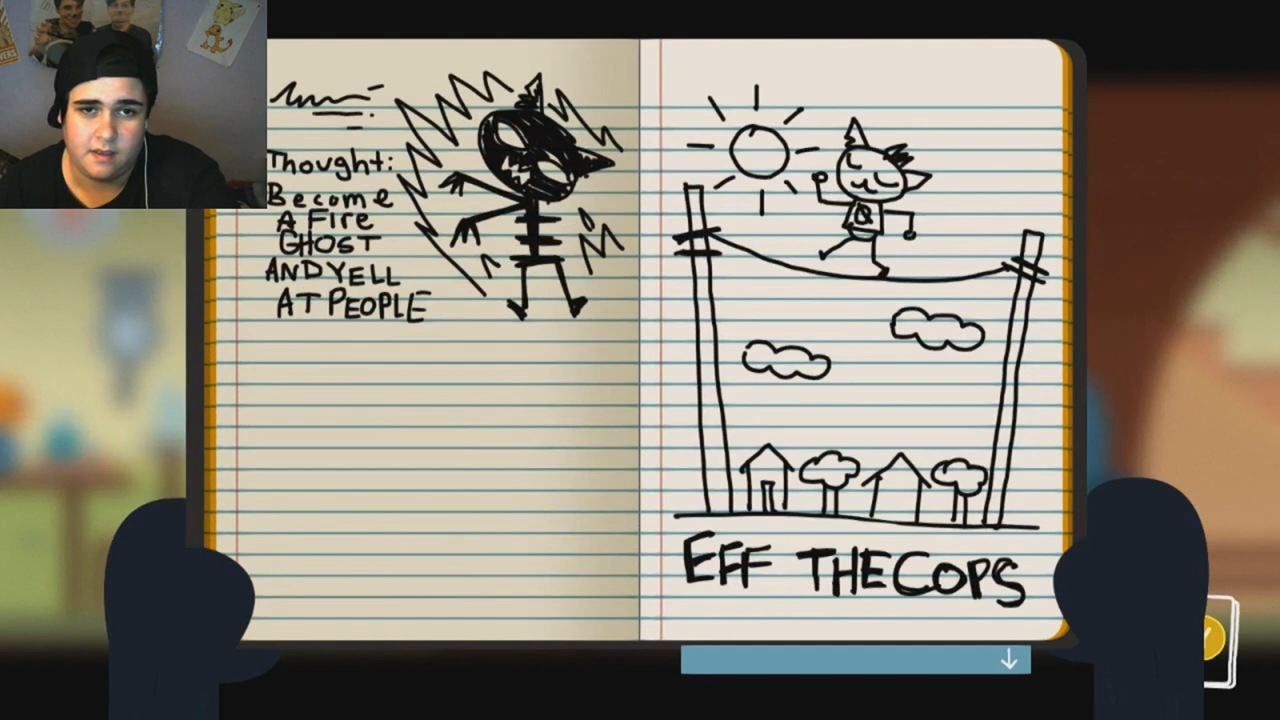 Thought:
Become
A Fire
GHOST
AND YELL
AT PEOPLE
EFF THE COPS